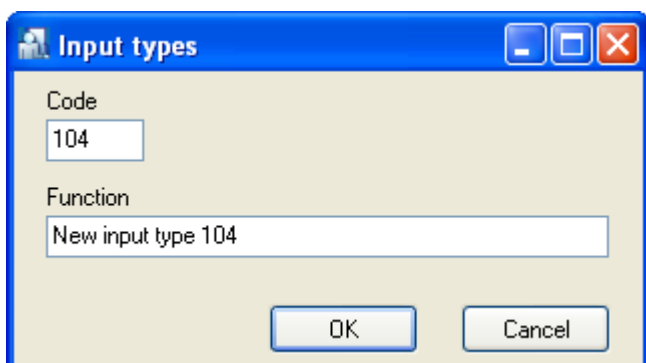 Input types
Code
104
Function
New input type 104
OK Cancel